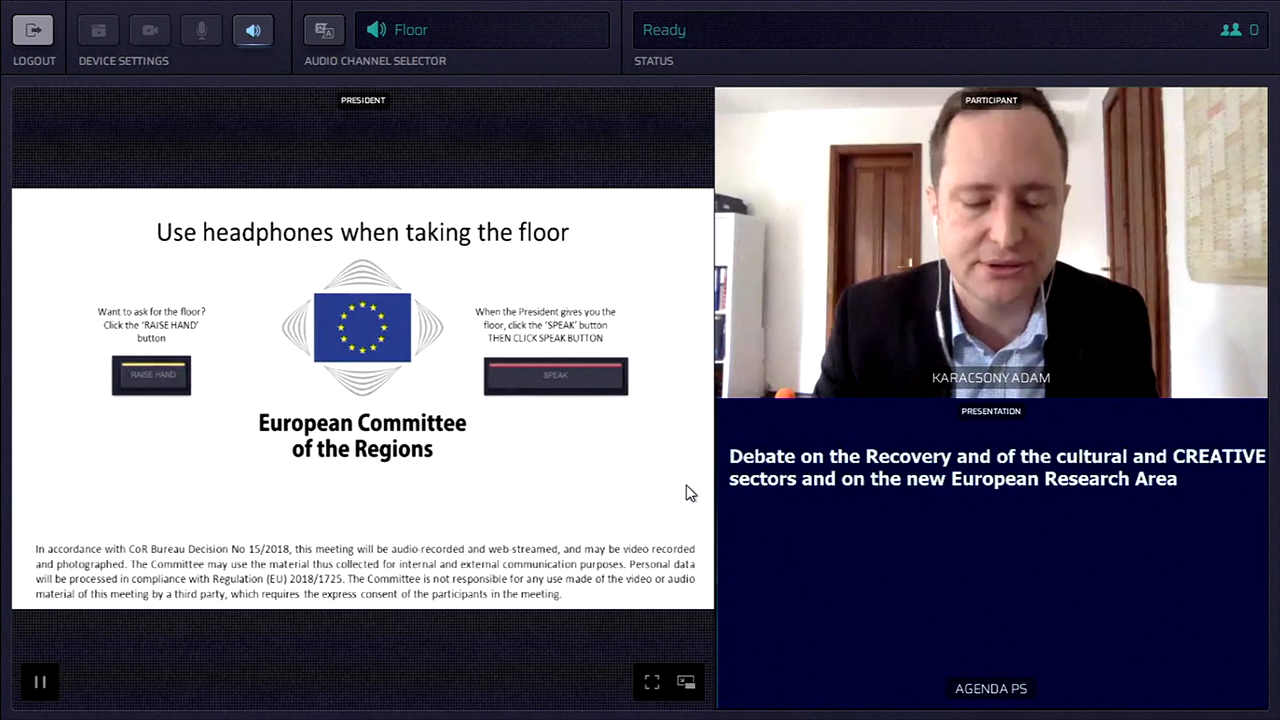 Floor
Ready
0
LOGOUT
DEVICE SETTINGS
AUDIO CHANNEL SELECTOR
STATUS
PRESIDENT
Use headphones when taking the floor
Want to ask for the floor?
Click the 'RAISE HAND'
button
RAISE HAND
When the President gives you the
floor, click the 'SPEAK' button
THEN CLICK SPEAK BUTTON
SPEAK
European Committee
of the Regions
In accordance with CoR Bureau Decision No 15/2018, this meeting will be audio recorded and web-streamed, and may be video recorded
and photographed. The Committee may use the material thus collected for internal and external communication purposes. Personal data
will be processed in compliance with Regulation (EU) 2018/1725. The Committee is not responsible for any use made of the video or audio
material of this meeting by a third party, which requires the express consent of the participants in the meeting.
PARTICIPANT
KARACSONY ADAM
PRESENTATION
Debate on the Recovery and of the cultural and CREATIVE
sectors and on the new European Research Area
AGENDA PS